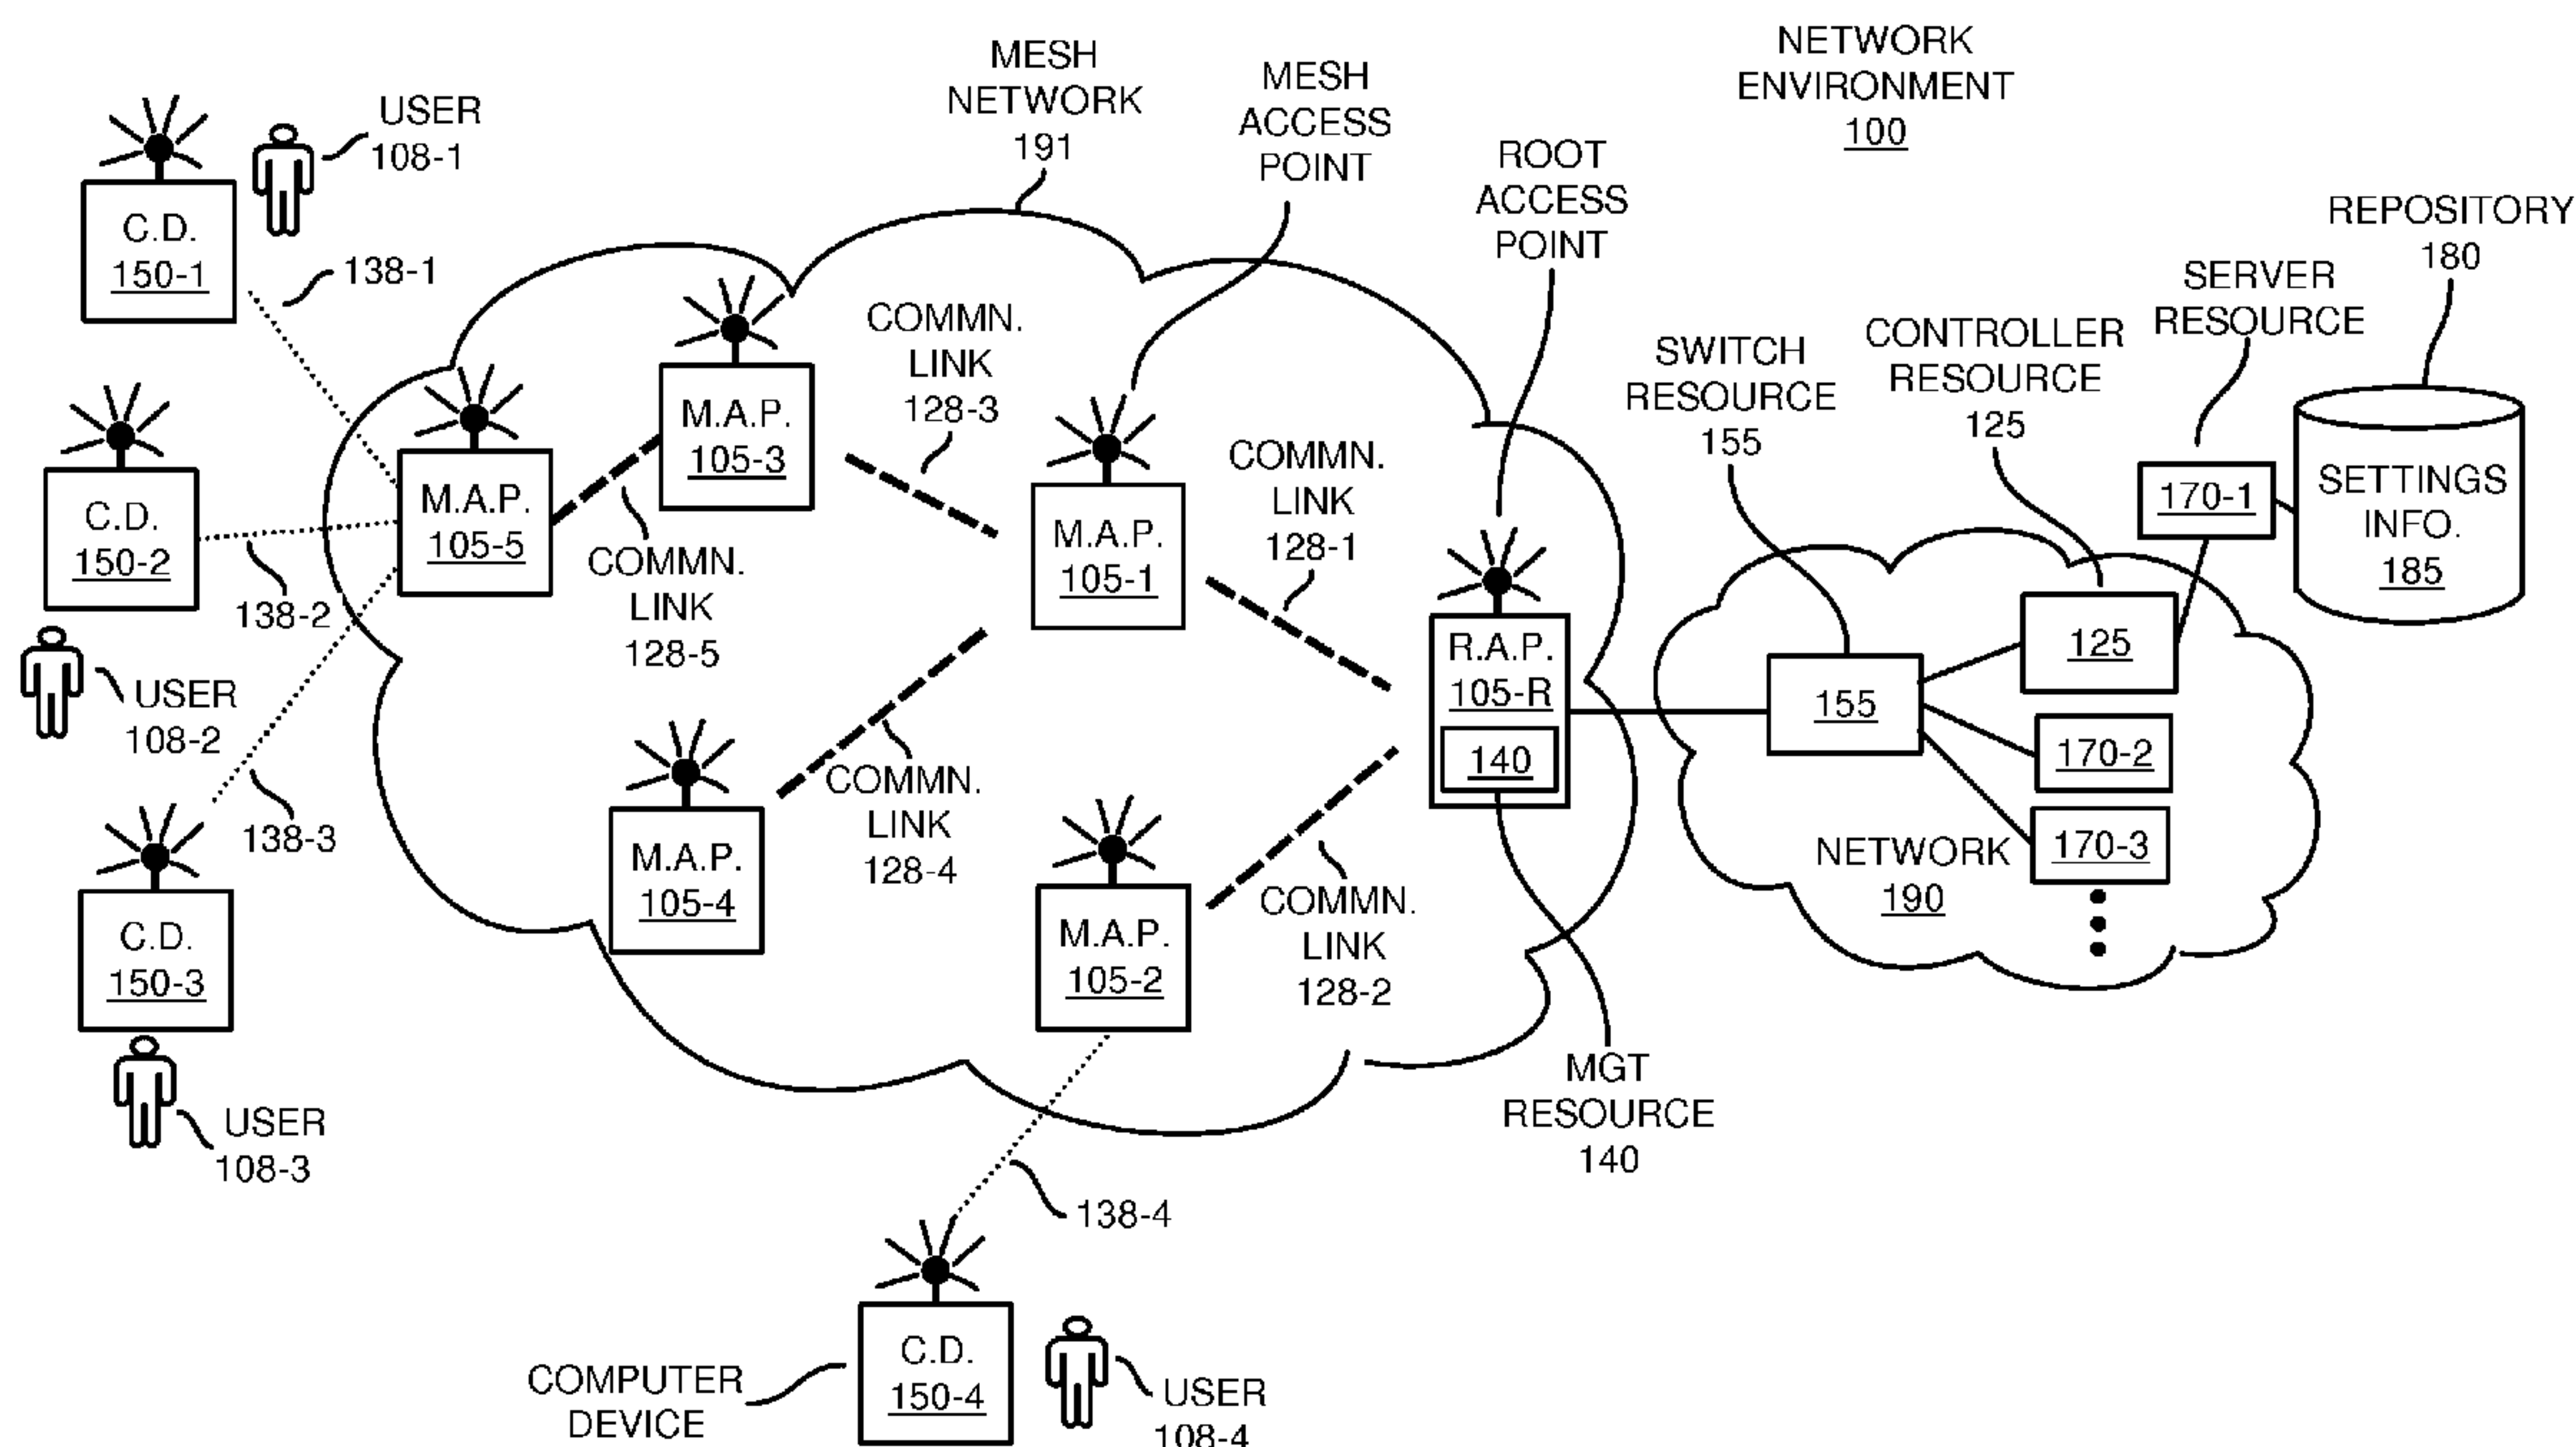 NETWORK
ENVIRONMENT
100
MESH
NETWORK
191
MESH
ACCESS
POINT
ROOT
ACCESS
POINT
USER
108-1
C.D.
150-1
138-1
REPOSITORY
180
SERVER
RESOURCE
CONTROLLER
RESOURCE
125
SWITCH
RESOURCE
155
COMMN.
LINK
128-3
M.A.P.
105-3
COMMN.
LINK
128-1
SETTINGS
INFO.
185
170-1
C.D.
150-2
138-2
M.A.P.
105-5
COMMN.
LINK
128-5
M.A.P.
105-1
USER
108-2
R.A.P.
105-R
140
155
125
170-2
170-3
NETWORK
190
138-3
COMMN.
LINK
128-4
M.A.P.
105-4
COMMN.
LINK
128-2
M.A.P.
105-2
C.D.
150-3
USER
108-3
MGT
RESOURCE
140
138-4
COMPUTER
DEVICE
C.D.
150-4
USER
108-4